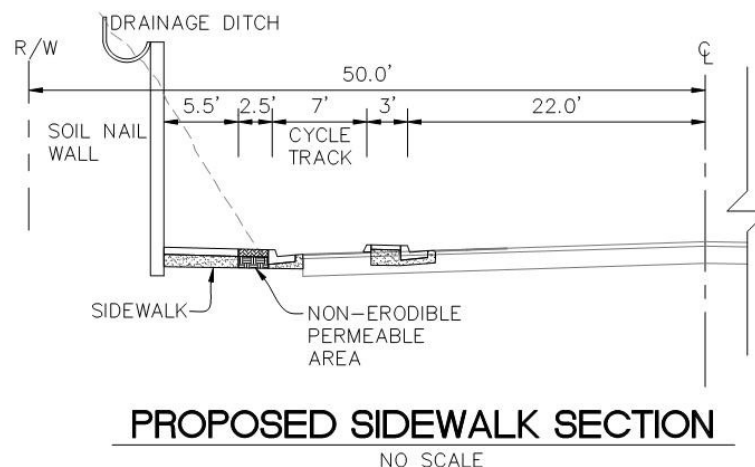 DRAINAGE DITCH
R/W
℄
50.0'
5.5'
2.5'
7'
3'
22.0'
SOIL NAIL
WALL
CYCLE
TRACK
SIDEWALK
NON-ERODIBLE
PERMEABLE
AREA
PROPOSED SIDEWALK SECTION
NO SCALE